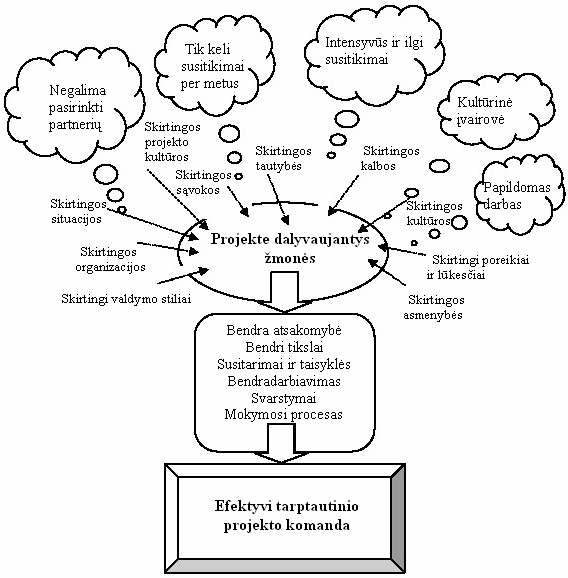 Negalima
pasirinkti
partnerių
Tik keli
susitikimai
per metus
Intensyvūs ir ilgi
susitikimai
Kultūrinė
įvairovė
Papildomas
darbas
Skirtingos
projekto
kultūros
Skirtingos
sąvokos
Skirtingos
tautybės
Skirtingos
kalbos
Skirtingos
kultūros
Skirtingos
situacijos
Skirtingos
organizacijos
Skirtingi valdymo stiliai
Skirtingi poreikiai
ir lūkesčiai
Skirtingos
asmenybės
Projekte dalyvaujantys
žmonės
Bendra atsakomybė
Bendri tikslai
Susitarimai ir taisyklės
Bendradarbiavimas
Svarstymai
Mokymosi procesas
Efektyvi tarptautinio
projekto komanda